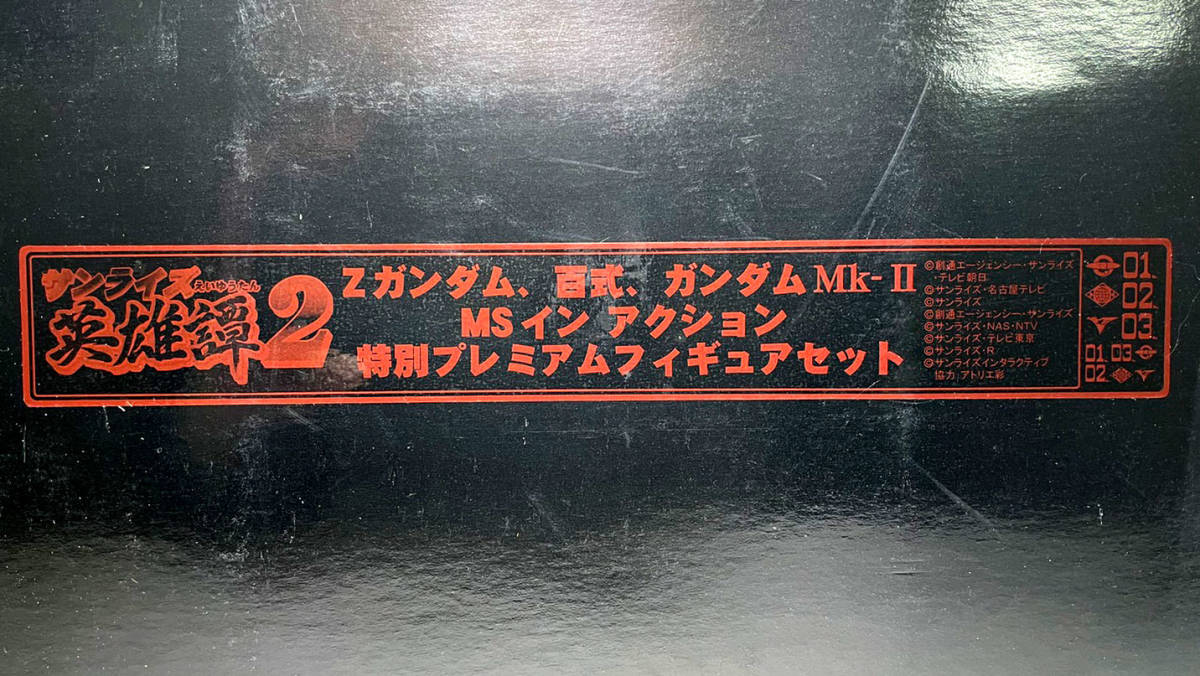 サンライズ
えいゆうたん
英雄譚2
Zガンダム、百式、ガンダムMk-II
MSイン アクション
特別プレミアムフィギュアセット
©創通エージェンシー・サンライズ
テレビ朝日
©サンライズ・名古屋テレビ
©サンライズ
©創通エージェンシー・サンライズ
©サンライズ・NAS・NTV
©サンライズ・テレビ東京
©サンライズ・R
©サンライズインタラクティブ
協力 アトリエ彩
01.
02.
03.
01 03
02.